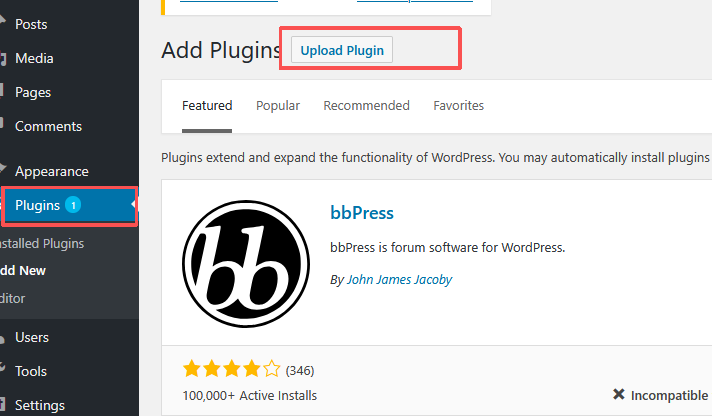 Posts
Media
Pages
Comments
Appearance
Plugins 1
nstalled Plugins
dd New
ditor
Users
Tools
Settings
Add Plugins Upload Plugin
Featured Popular Recommended Favorites
Plugins extend and expand the functionality of WordPress. You may automatically install plugins
bb
bbPress
bbPress is forum software for WordPress.
By John James Jacoby
(346)
100,000+ Active Installs
Incompatible